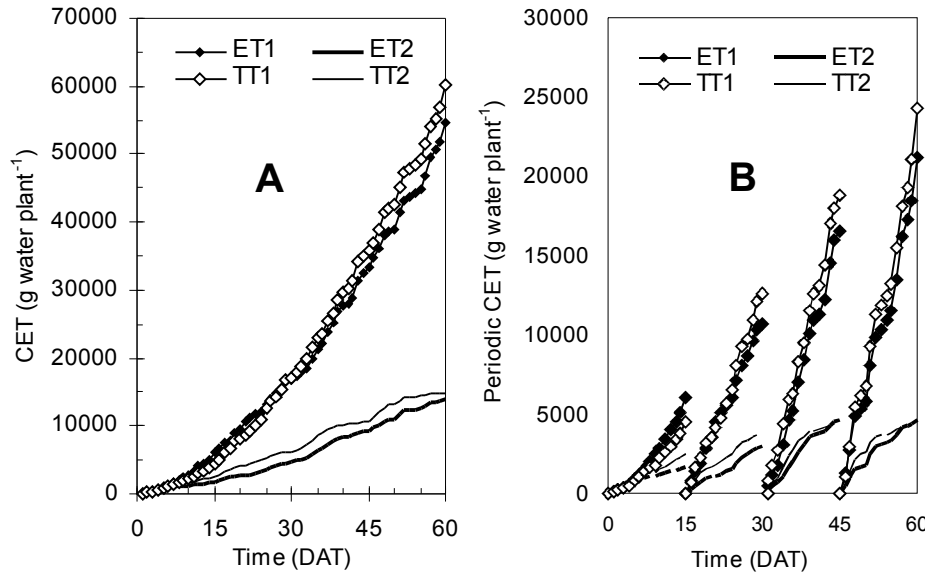 70000
60000
50000
40000
30000
20000
10000
0
CET (g water plant-1)
ET1 ET2
TT1 TT2
A
0 15 30 45 60
Time (DAT)
30000
25000
20000
15000
10000
5000
0
Periodic CET (g water plant-1)
ET1 ET2
TT1 TT2
B
0 15 30 45 60
Time (DAT)